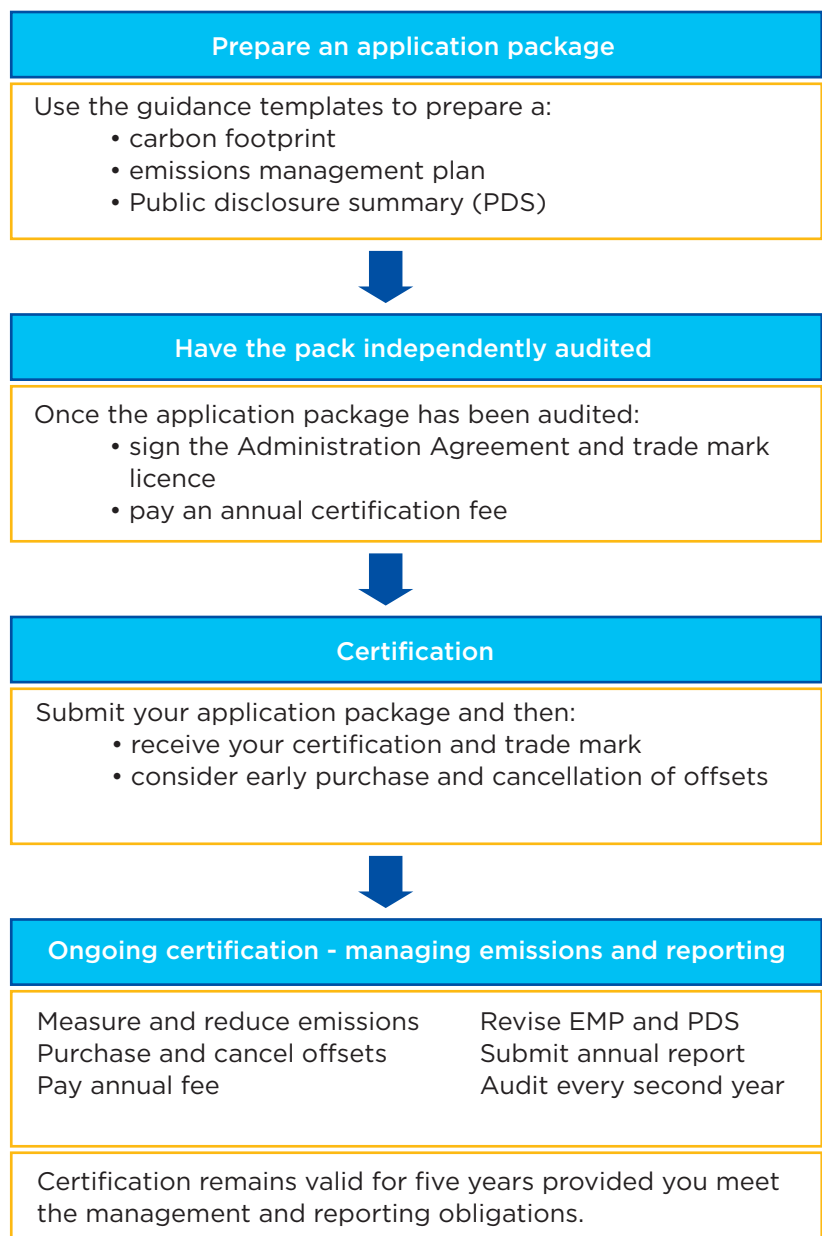 Prepare an application package
Use the guidance templates to prepare a:
• carbon footprint
• emissions management plan
• Public disclosure summary (PDS)
Have the pack independently audited
Once the application package has been audited:
• sign the Administration Agreement and trade mark
licence
• pay an annual certification fee
Certification
Submit your application package and then:
• receive your certification and trade mark
• consider early purchase and cancellation of offsets
Ongoing certification - managing emissions and reporting
Measure and reduce emissions
Purchase and cancel offsets
Pay annual fee
Revise EMP and PDS
Submit annual report
Audit every second year
Certification remains valid for five years provided you meet
the management and reporting obligations.